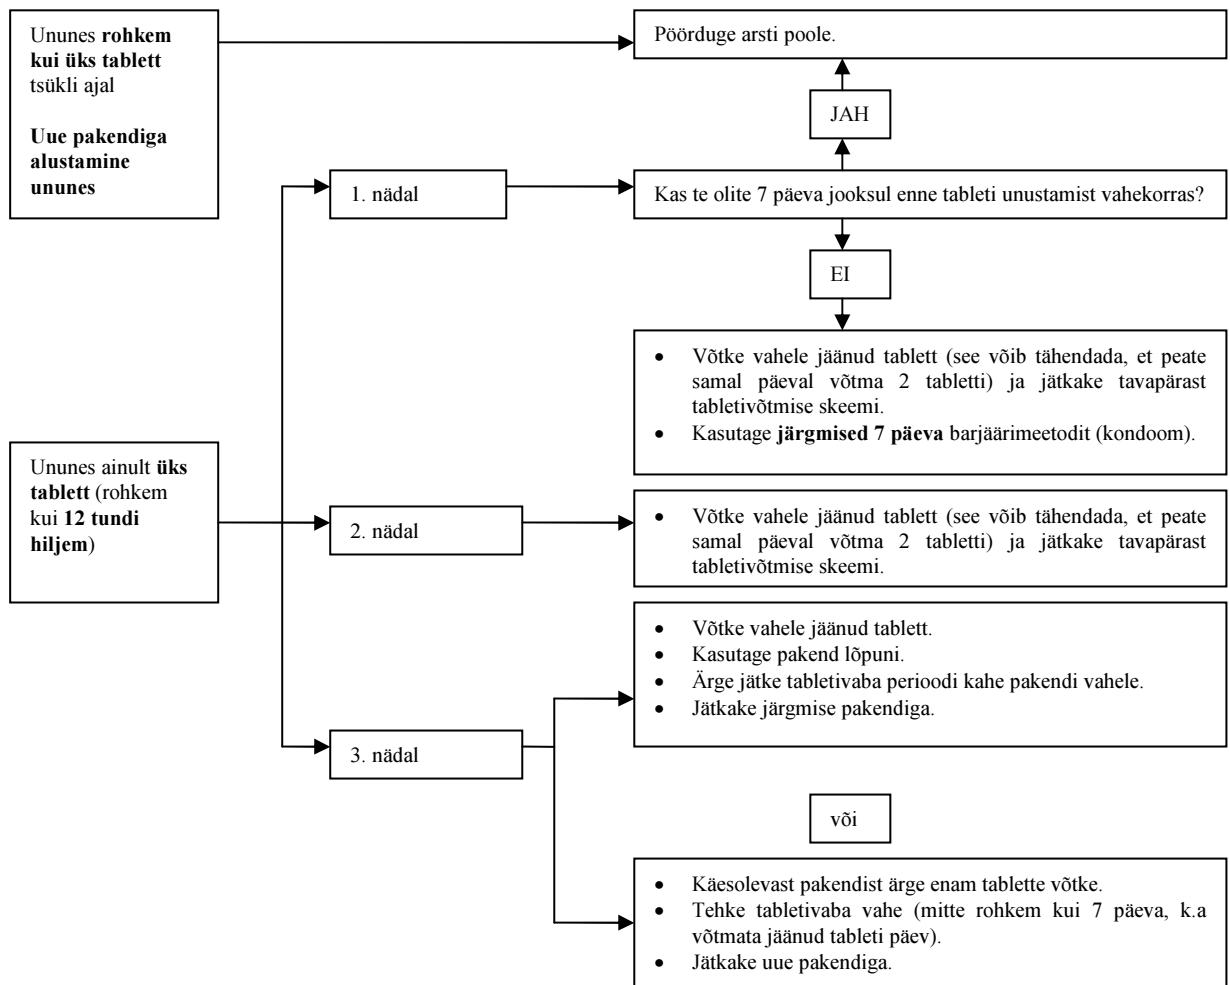 Ununes rohkem
kui üks tablett
tsükli ajal
Uue pakendiga
alustamine
ununes
Pöörduge arsti poole.
JAH
1. nädal
Kas te olite 7 päeva jooksul enne tableti unustamist vahekorras?
EI
• Võtke vahele jäänud tablett (see võib tähendada, et peate
samal päeval võtma 2 tabletti) ja jätkake tavapärast
tabletivõtmise skeemi.
• Kasutage järgmised 7 päeva barjäärimeetodit (kondoom).
Ununes ainult üks
tablett (rohkem
kui 12 tundi
hiljem)
2. nädal
• Võtke vahele jäänud tablett (see võib tähendada, et peate
samal päeval võtma 2 tabletti) ja jätkake tavapärast
tabletivõtmise skeemi.
• Võtke vahele jäänud tablett.
• Kasutage pakend lõpuni.
• Ärge jätke tabletivaba perioodi kahe pakendi vahele.
• Jätkake järgmise pakendiga.
3. nädal
või
• Käesolevast pakendist ärge enam tablette võtke.
• Tehke tabletivaba vahe (mitte rohkem kui 7 päeva, k.a
võtmata jäänud tableti päev).
• Jätkake uue pakendiga.